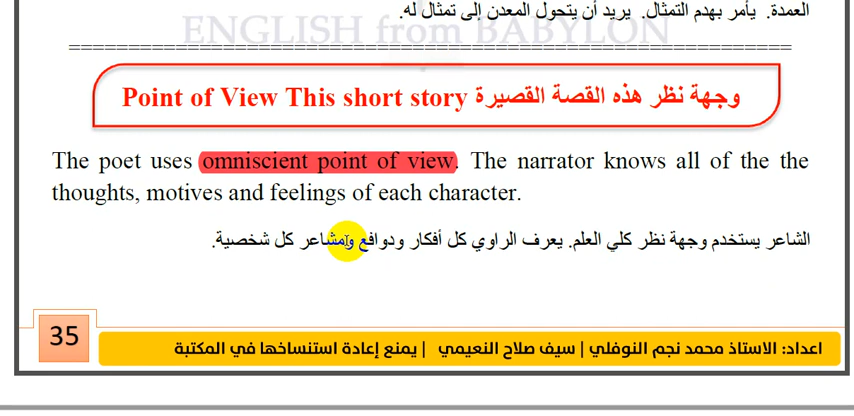 العمدة. يأمر بهدم التمثال. يريد أن يتحول المعدن إلى تمثال له.
ENGLISH from BABYLON
Point of View This short story وجهة نظر هذه القصة القصيرة
The poet uses omniscient point of view. The narrator knows all of the the
thoughts, motives and feelings of each character.
الشاعر يستخدم وجهة نظر كلي العلم. يعرف الراوي كل أفكار ودوافع ومشاعر كل شخصية.
35
اعداد: الاستاذ محمد نجم النوفلي | سيف صلاح النعيمي | يمنع إعادة استنساخها في المكتبة